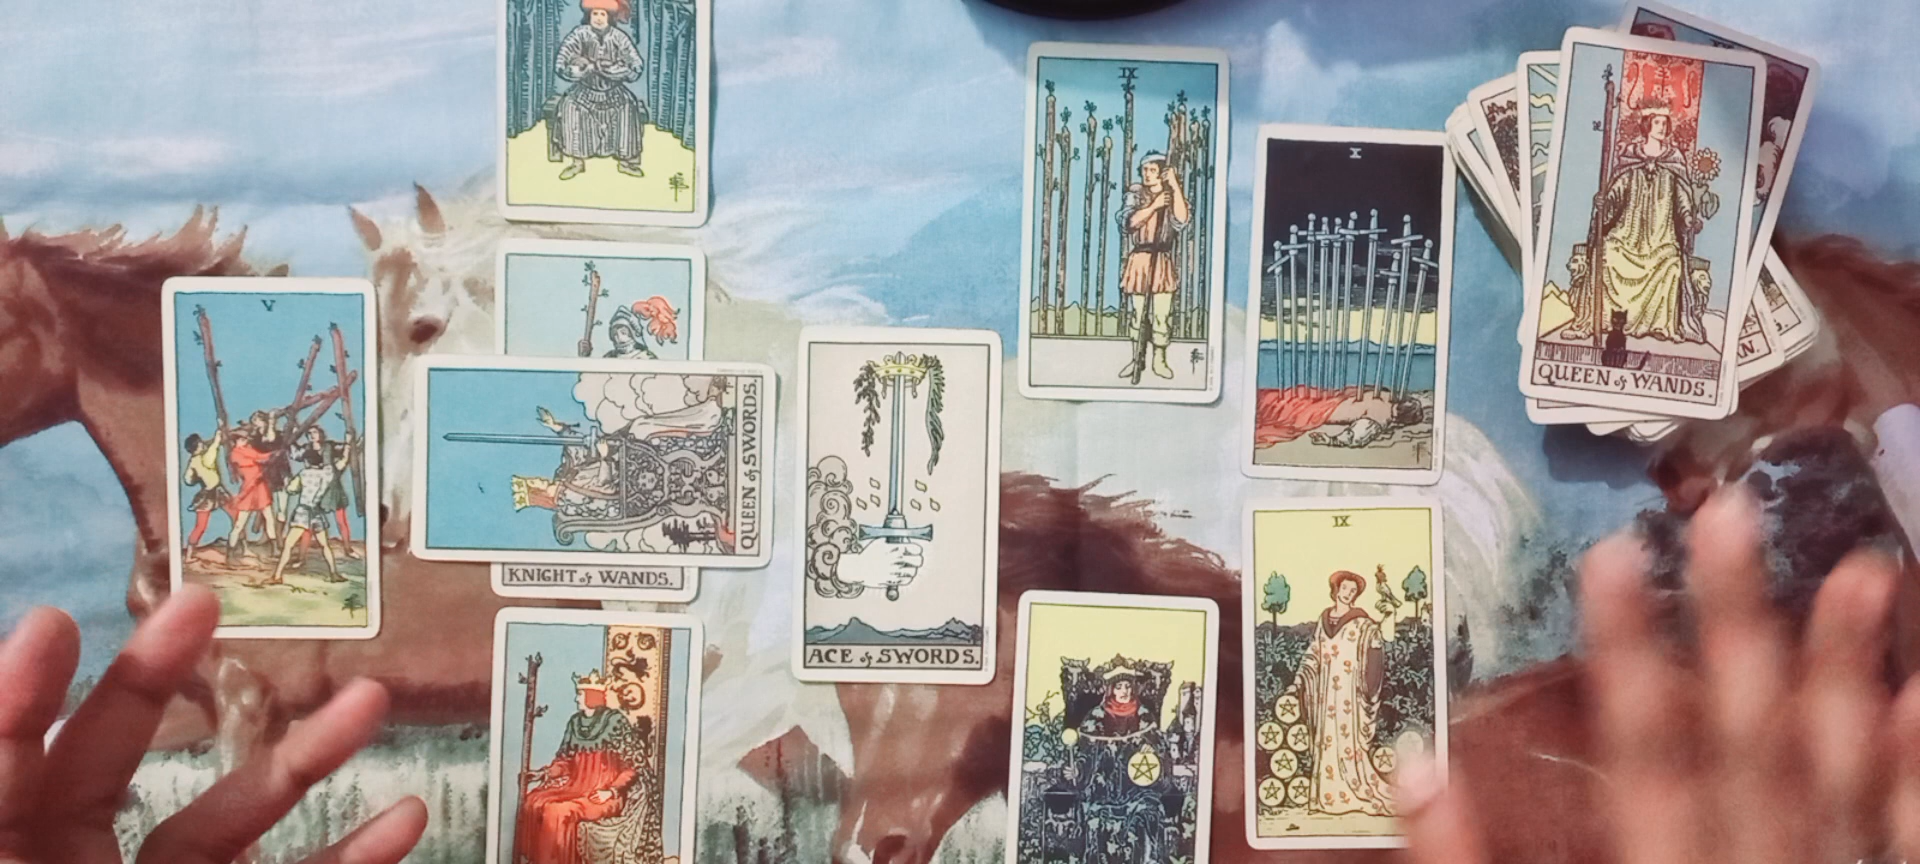 IX
X
V
QUEEN of WANDS.
QUEEN of SWORDS.
KNIGHT of WANDS.
ACE of SWORDS.
IX